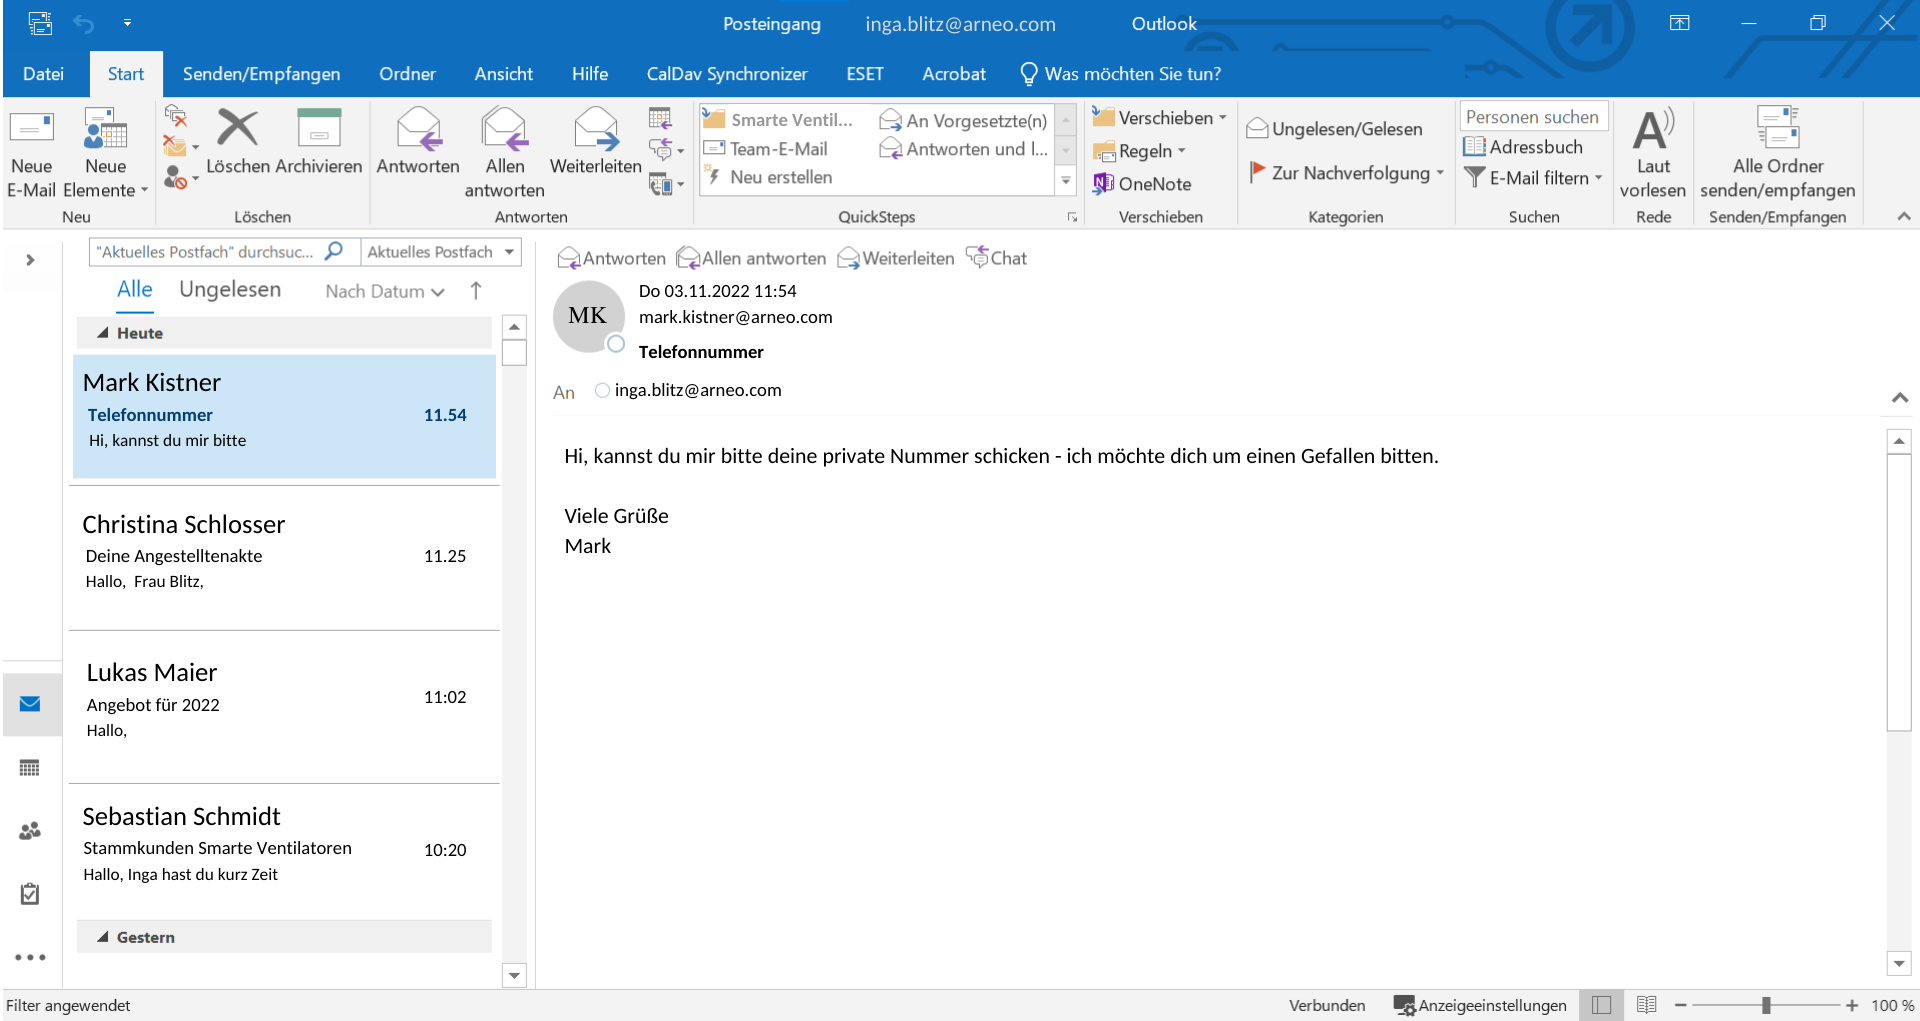 Posteingang inga.blitz@arneo.com Outlook
Datei Start Senden/Empfangen Ordner Ansicht Hilfe CalDav Synchronizer ESET Acrobat Was möchten Sie tun?
Neue E-Mail
Neue Elemente
Neu
Löschen
Archivieren
Löschen
Antworten
Allen antworten
Weiterleiten
Antworten
Smarte Ventil...
Team-E-Mail
Neu erstellen
An Vorgesetzte(n)
Antworten und l...
QuickSteps
Verschieben
Regeln
OneNote
Verschieben
Ungelesen/Gelesen
Zur Nachverfolgung
Kategorien
Personen suchen
Adressbuch
E-Mail filtern
Suchen
Laut vorlesen
Rede
Alle Ordner senden/empfangen
Senden/Empfangen
"Aktuelles Postfach" durchsuc... Aktuelles Postfach
Alle Ungelesen Nach Datum
Heute
Mark Kistner
Telefonnummer 11.54
Hi, kannst du mir bitte
Christina Schlosser
Deine Angestelltenakte 11.25
Hallo, Frau Blitz,
Lukas Maier
Angebot für 2022 11:02
Hallo,
Sebastian Schmidt
Stammkunden Smarte Ventilatoren 10:20
Hallo, Inga hast du kurz Zeit
Gestern
Antworten Allen antworten Weiterleiten Chat
MK
Do 03.11.2022 11:54
mark.kistner@arneo.com
Telefonnummer
An inga.blitz@arneo.com
Hi, kannst du mir bitte deine private Nummer schicken - ich möchte dich um einen Gefallen bitten.
Viele Grüße
Mark
Filter angewendet Verbunden Anzeigeeinstellungen 100 %